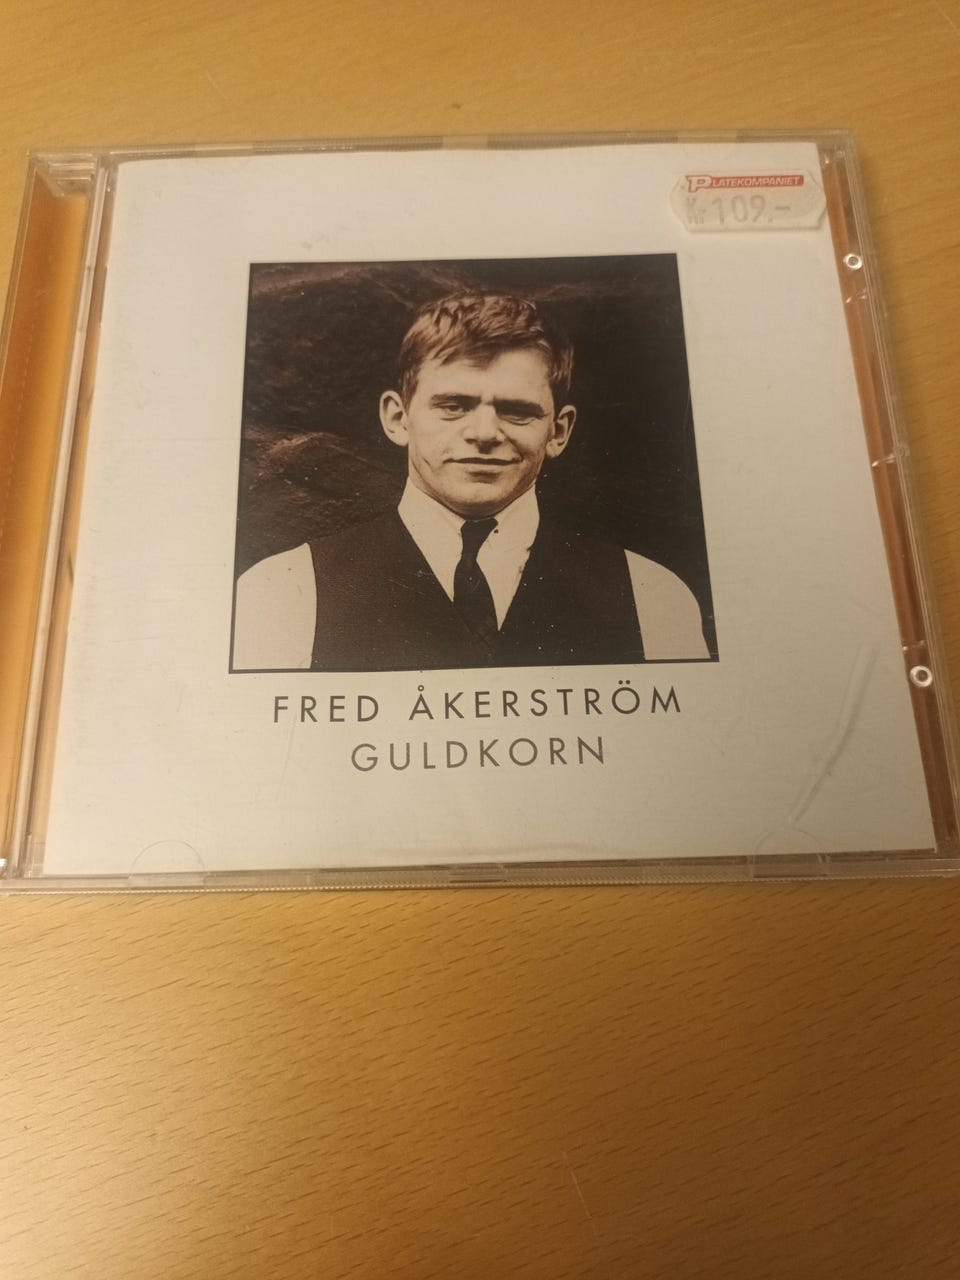 PLATEKOMPANIET
Kr 109,-
FRED ÅKERSTRÖM
GULDKORN